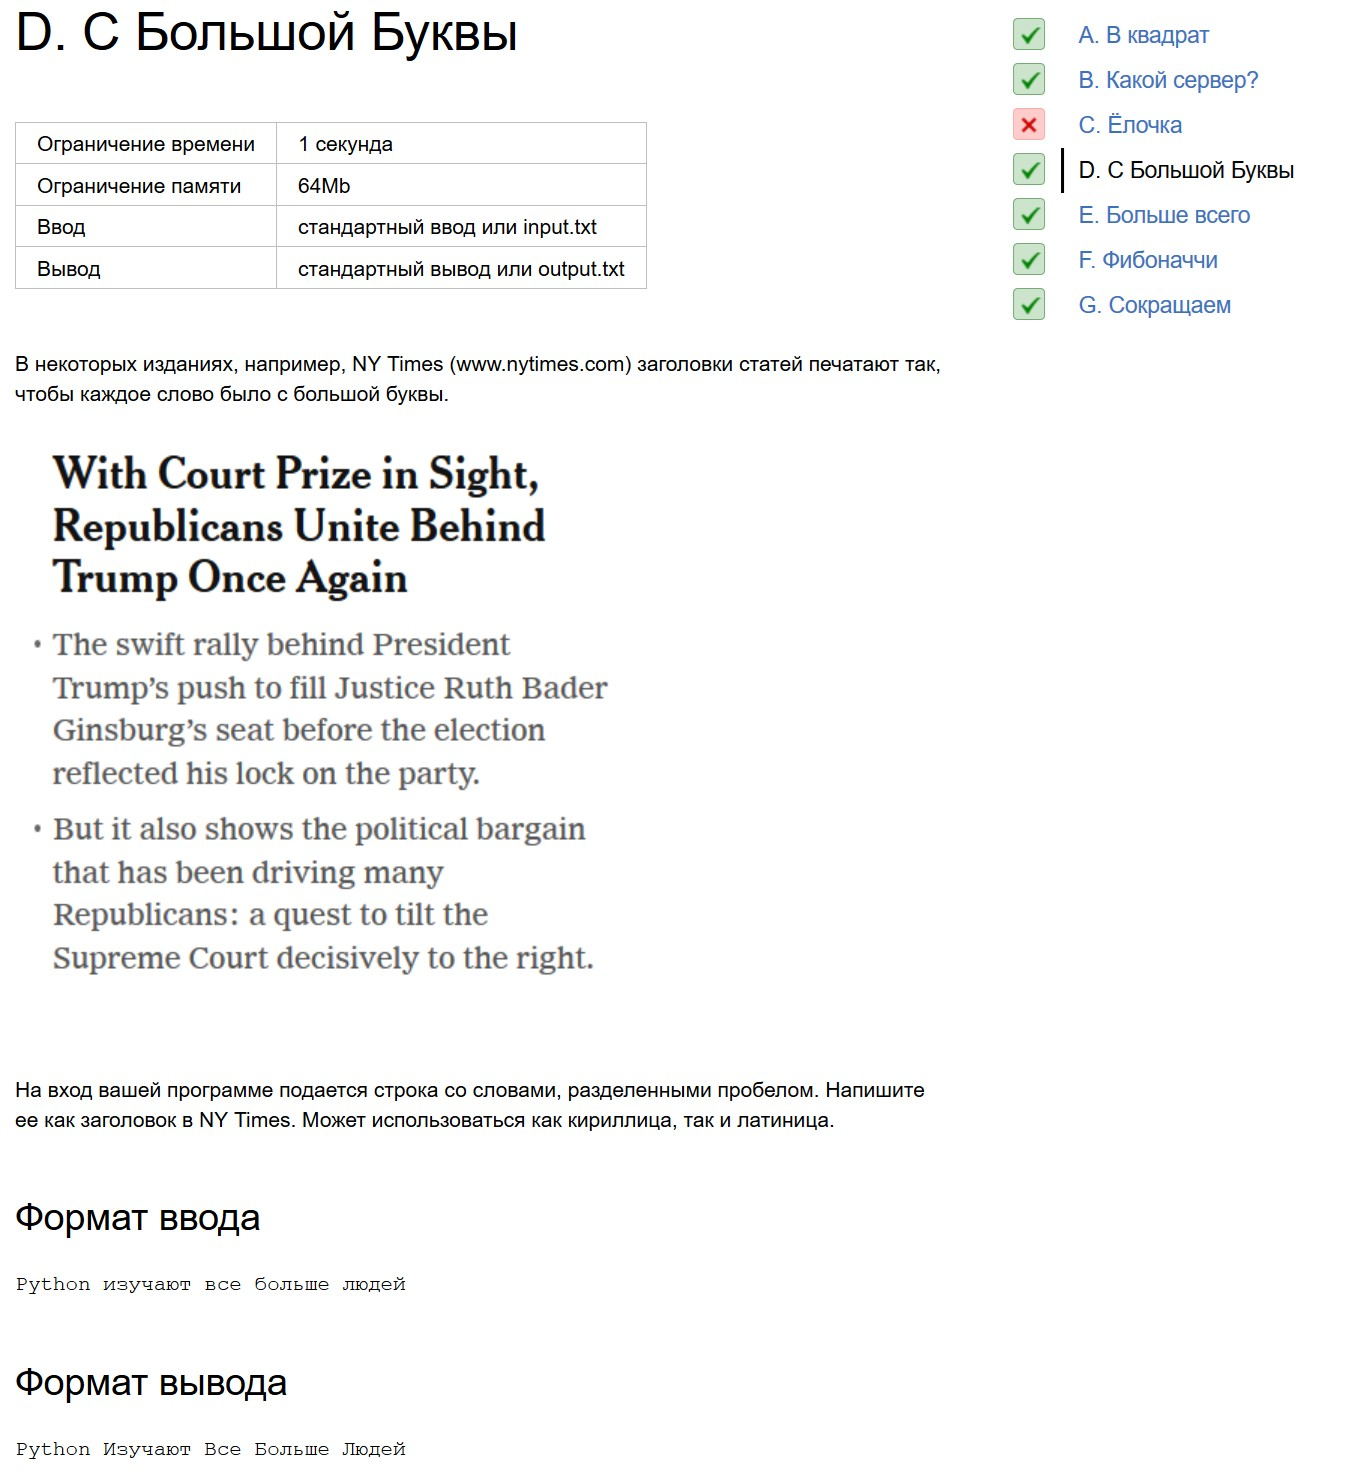 D. С Большой Буквы
Ограничение времени 1 секунда
Ограничение памяти 64Mb
Ввод стандартный ввод или input.txt
Вывод стандартный вывод или output.txt
В некоторых изданиях, например, NY Times (www.nytimes.com) заголовки статей печатают так,
чтобы каждое слово было с большой буквы.
With Court Prize in Sight,
Republicans Unite Behind
Trump Once Again
• The swift rally behind President
Trump’s push to fill Justice Ruth Bader
Ginsburg’s seat before the election
reflected his lock on the party.
• But it also shows the political bargain
that has been driving many
Republicans: a quest to tilt the
Supreme Court decisively to the right.
На вход вашей программе подается строка со словами, разделенными пробелом. Напишите
ее как заголовок в NY Times. Может использоваться как кириллица, так и латиница.
Формат ввода
Python изучают все больше людей
Формат вывода
Python Изучают Все Больше Людей
A. В квадрат
B. Какой сервер?
C. Ёлочка
D. С Большой Буквы
E. Больше всего
F. Фибоначчи
G. Сокращаем